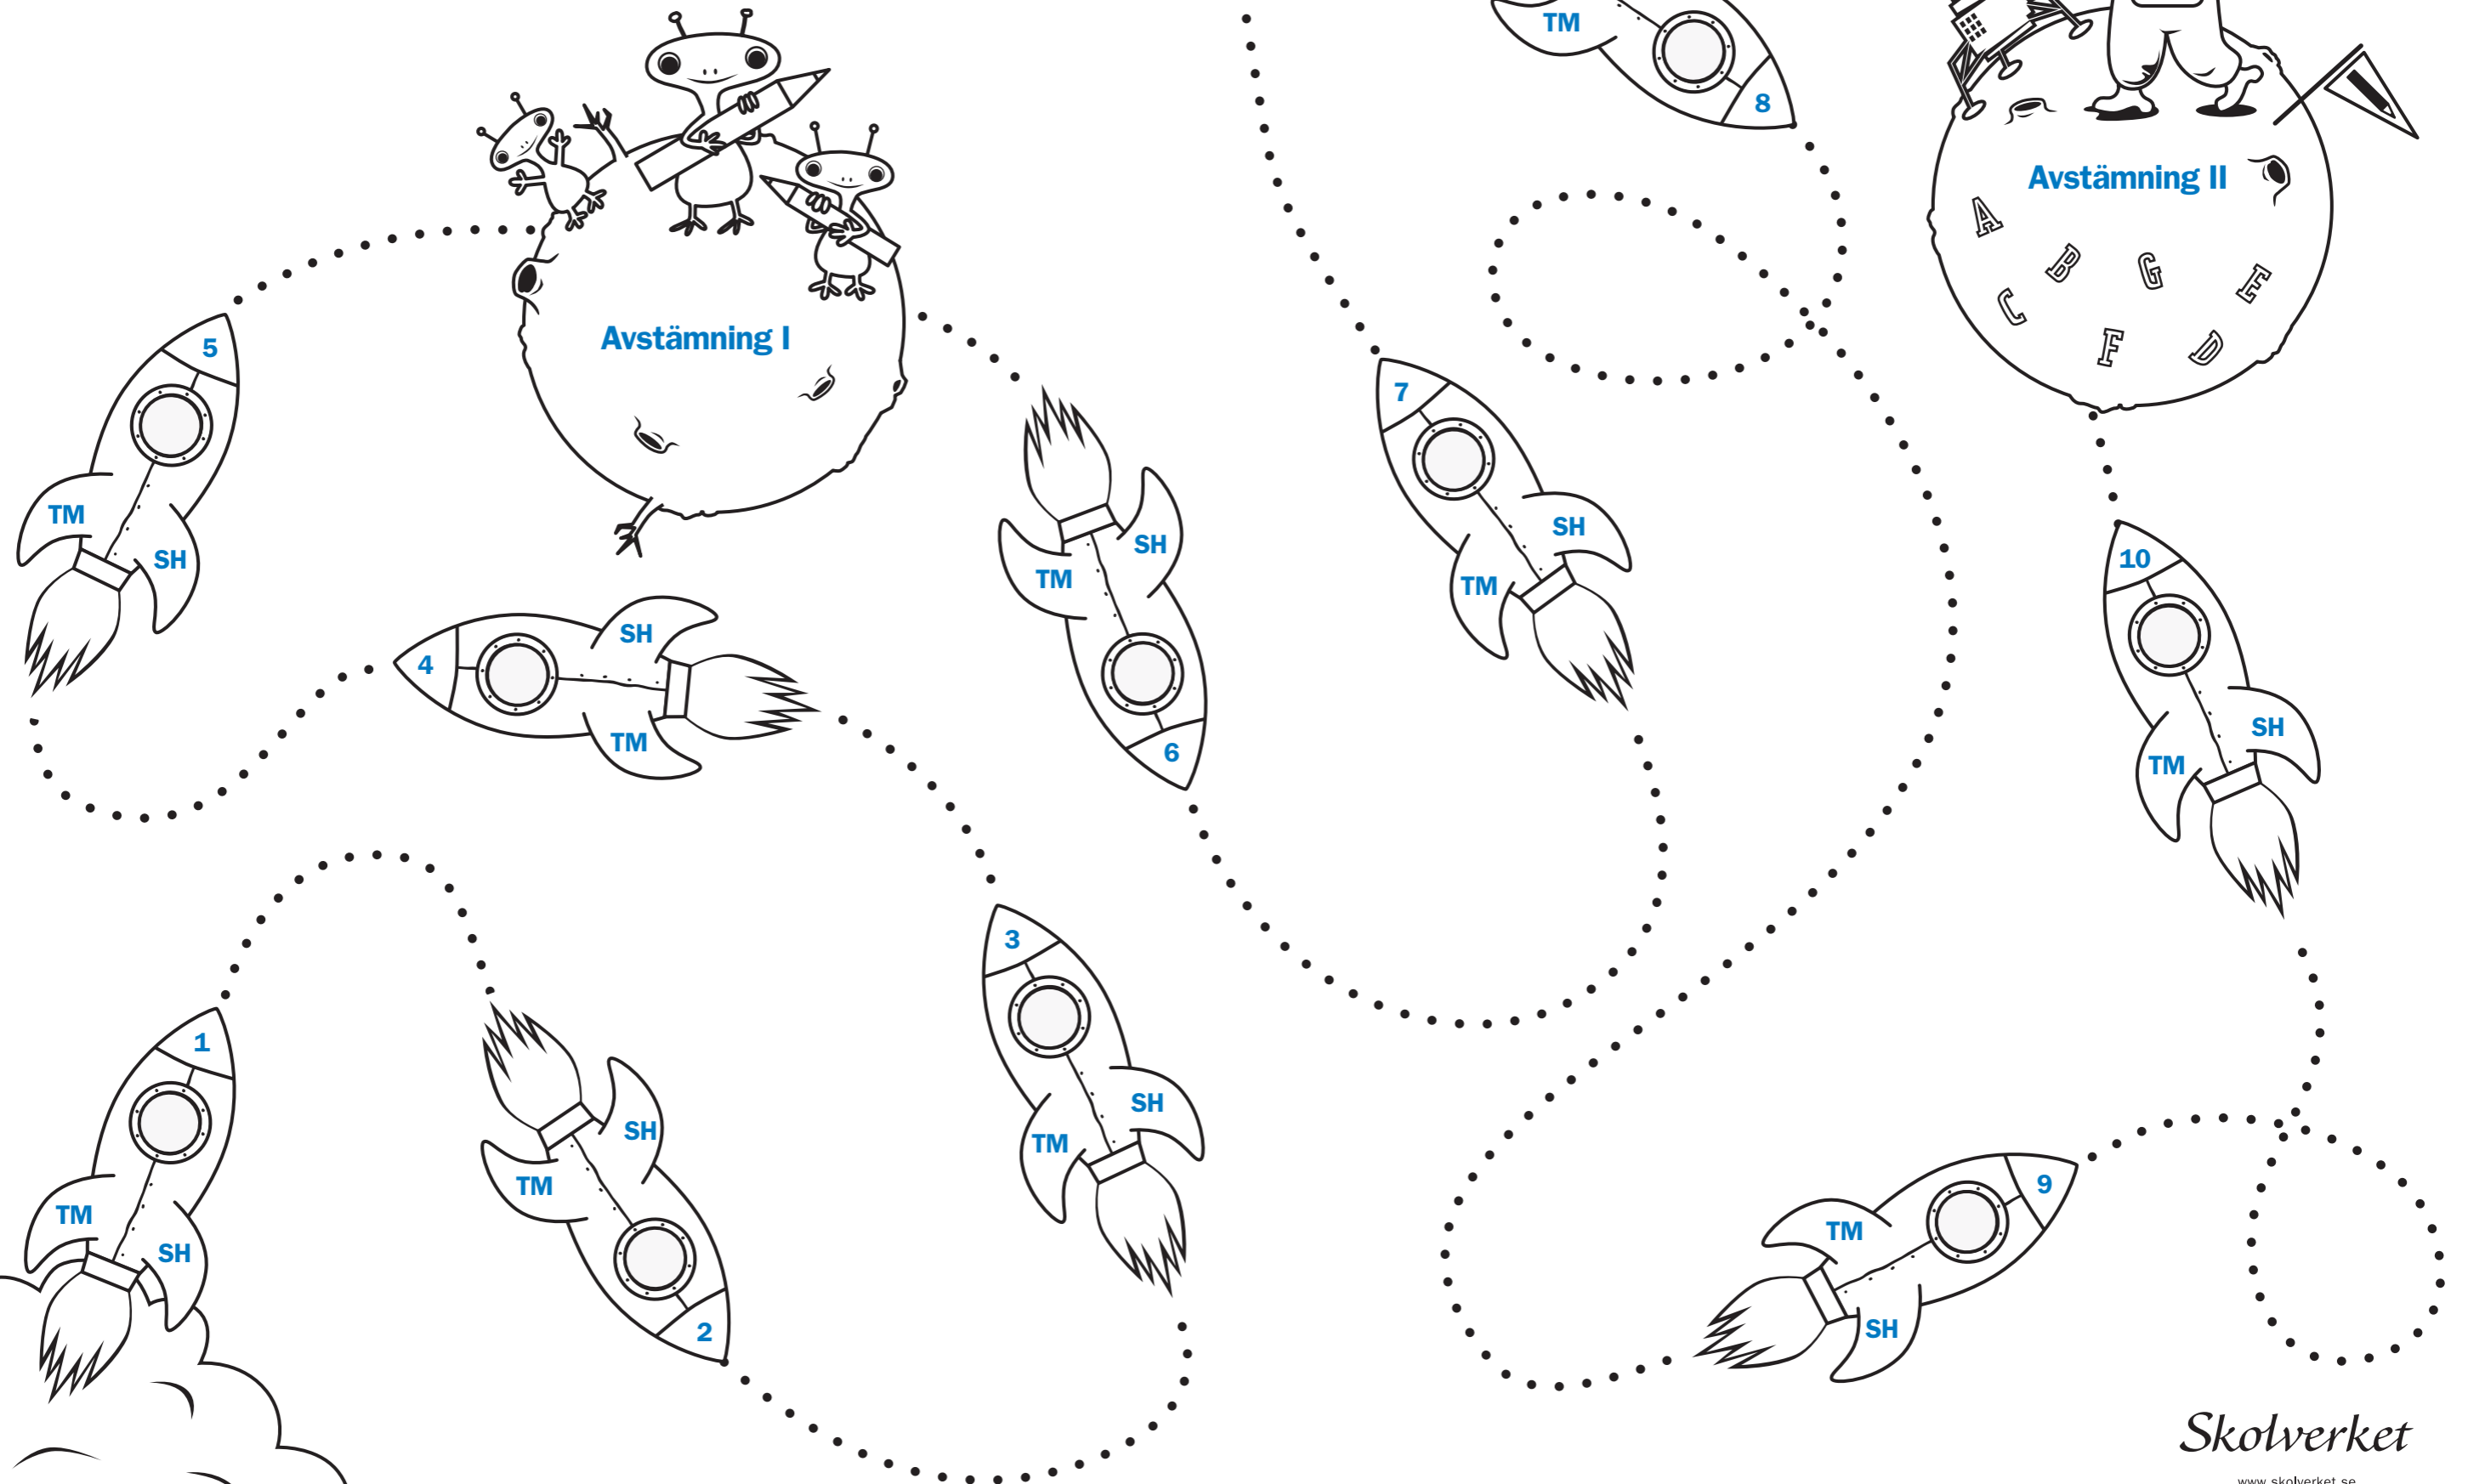 TM
8
Avstämning II
A
B
G
E
C
F
D
Avstämning I
5
TM
SH
7
SH
TM
SH
TM
6
4
SH
TM
10
SH
TM
3
SH
TM
1
TM
SH
SH
TM
2
9
TM
SH
Skolverket
www.skolverket.se